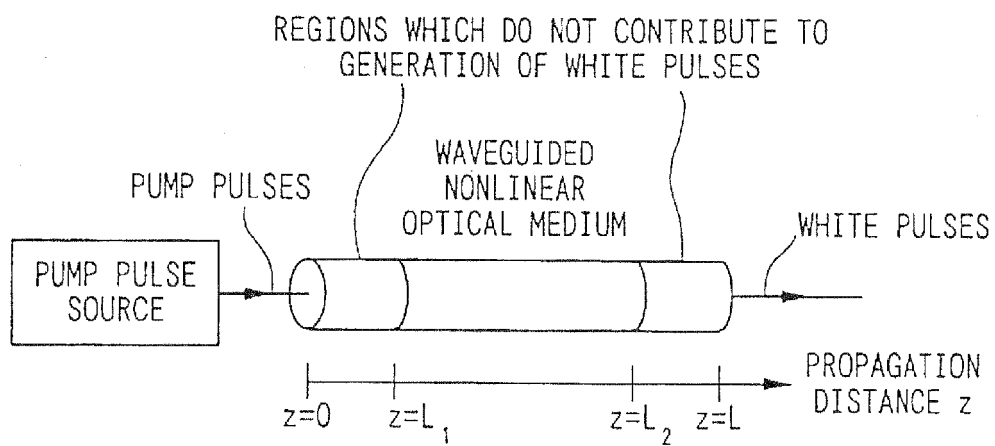 REGIONS WHICH DO NOT CONTRIBUTE TO
GENERATION OF WHITE PULSES
WAVEGUIDED
NONLINEAR
OPTICAL MEDIUM
PUMP PULSES
WHITE PULSES
PUMP PULSE
SOURCE
PROPAGATION
DISTANCE z
z=0
z=L₁
z=L₂
z=L